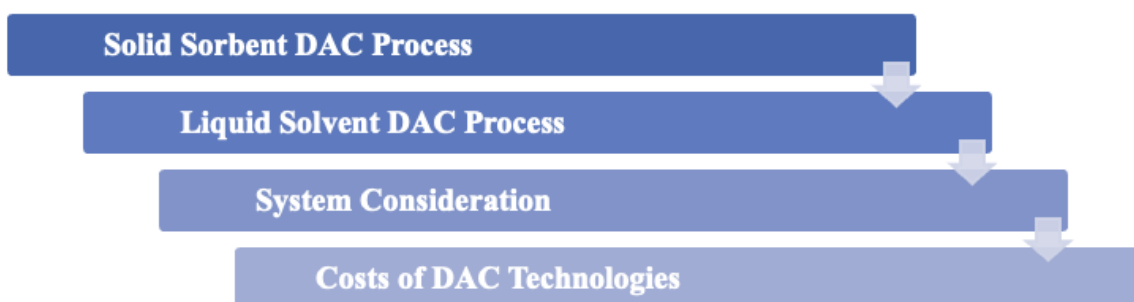 Solid Sorbent DAC Process
Liquid Solvent DAC Process
System Consideration
Costs of DAC Technologies